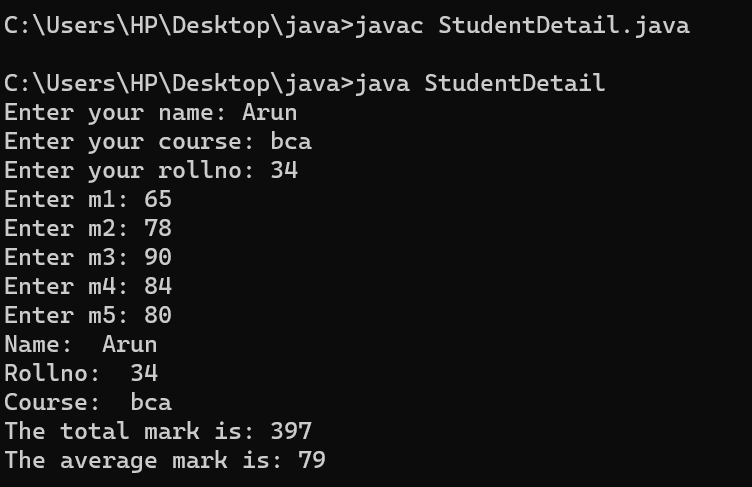 C:\Users\HP\Desktop\java>javac StudentDetail.java
C:\Users\HP\Desktop\java>java StudentDetail
Enter your name: Arun
Enter your course: bca
Enter your rollno: 34
Enter m1: 65
Enter m2: 78
Enter m3: 90
Enter m4: 84
Enter m5: 80
Name:  Arun
Rollno:  34
Course:  bca
The total mark is: 397
The average mark is: 79